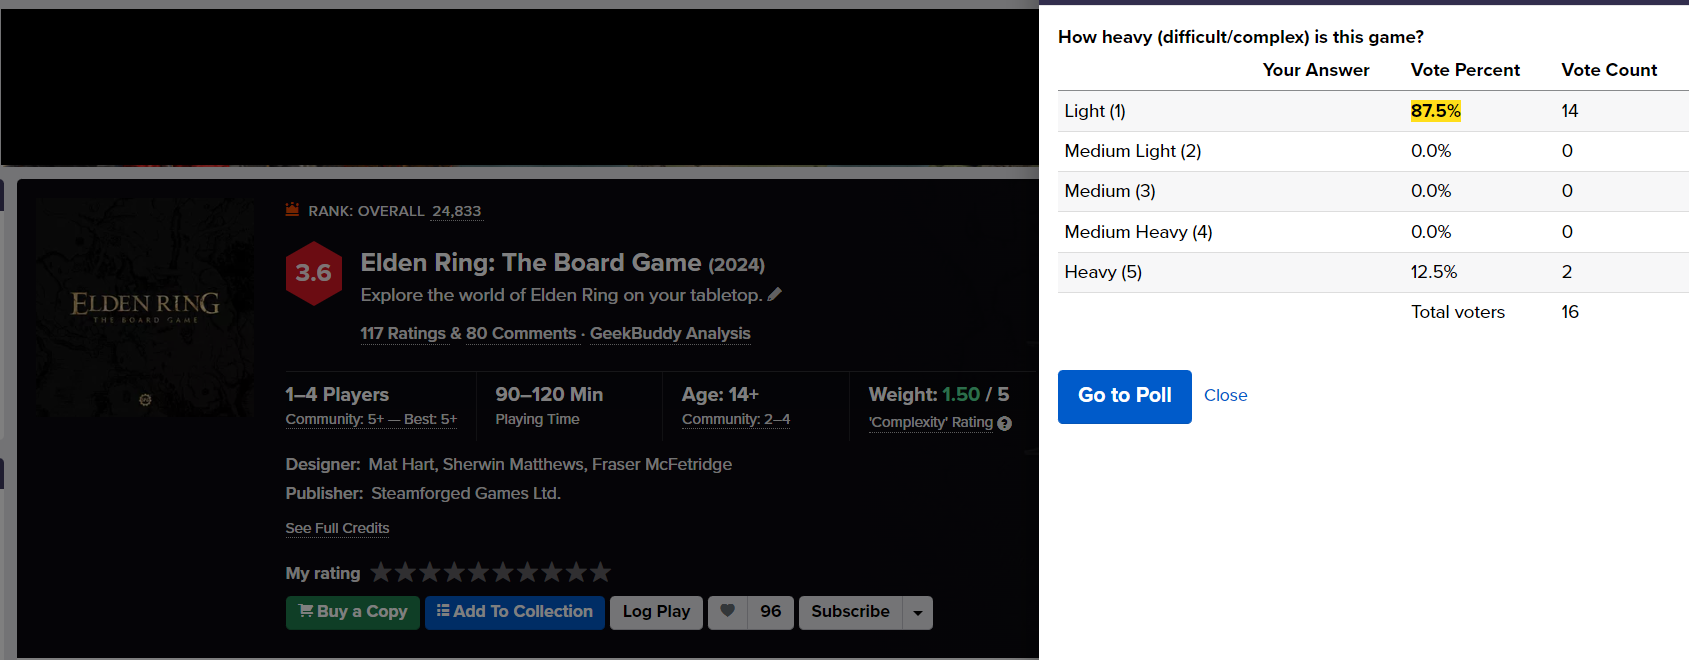 RANK: OVERALL 24,833
3.6
Elden Ring: The Board Game (2024)
Explore the world of Elden Ring on your tabletop.
117 Ratings & 80 Comments · GeekBuddy Analysis
ELDEN RING
THE BOARD GAME
1–4 Players
Community: 5+ — Best: 5+
90–120 Min
Playing Time
Age: 14+
Community: 2–4
Weight: 1.50 / 5
'Complexity' Rating ?
Designer: Mat Hart, Sherwin Matthews, Fraser McFetridge
Publisher: Steamforged Games Ltd.
See Full Credits
My rating
Buy a Copy Add To Collection Log Play 96 Subscribe
How heavy (difficult/complex) is this game?
Your Answer Vote Percent Vote Count
Light (1) 87.5% 14
Medium Light (2) 0.0% 0
Medium (3) 0.0% 0
Medium Heavy (4) 0.0% 0
Heavy (5) 12.5% 2
Total voters 16
Go to Poll Close